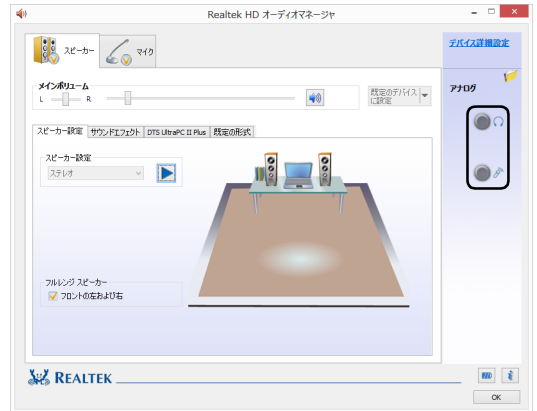 Realtek HD オーディオマネージャ
スピーカー
マイク
デバイス詳細設定
メインボリューム
L
R
既定のデバイス
に設定
アナログ
スピーカー設定
サウンドエフェクト
DTS UltraPC II Plus
既定の形式
スピーカー設定
ステレオ
フルレンジ スピーカー
フロントの左および右
REALTEK
OK